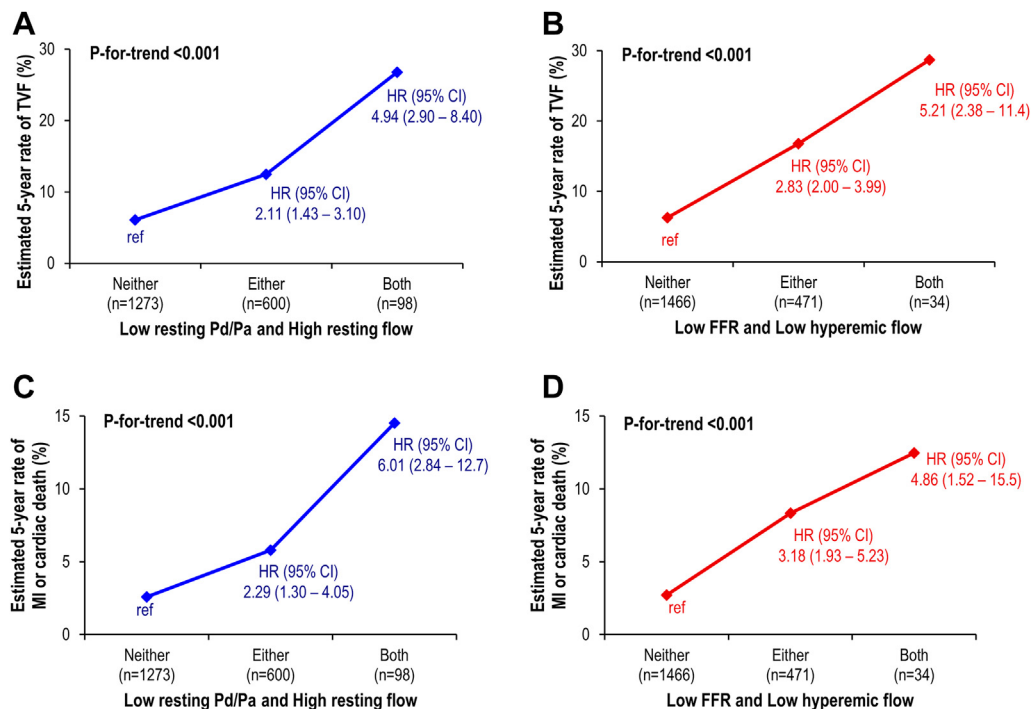 A
P-for-trend <0.001
Estimated 5-year rate of TVF (%)
30
20
10
0
HR (95% CI)
4.94 (2.90 – 8.40)
HR (95% CI)
2.11 (1.43 – 3.10)
ref
Neither
(n=1273)
Either
(n=600)
Both
(n=98)
Low resting Pd/Pa and High resting flow
B
P-for-trend <0.001
Estimated 5-year rate of TVF (%)
30
20
10
0
HR (95% CI)
5.21 (2.38 – 11.4)
HR (95% CI)
2.83 (2.00 – 3.99)
ref
Neither
(n=1466)
Either
(n=471)
Both
(n=34)
Low FFR and Low hyperemic flow
C
P-for-trend <0.001
Estimated 5-year rate of
MI or cardiac death (%)
15
10
5
0
HR (95% CI)
6.01 (2.84 – 12.7)
HR (95% CI)
2.29 (1.30 – 4.05)
ref
Neither
(n=1273)
Either
(n=600)
Both
(n=98)
Low resting Pd/Pa and High resting flow
D
P-for-trend <0.001
Estimated 5-year rate of
MI or cardiac death (%)
15
10
5
0
HR (95% CI)
4.86 (1.52 – 15.5)
HR (95% CI)
3.18 (1.93 – 5.23)
ref
Neither
(n=1466)
Either
(n=471)
Both
(n=34)
Low FFR and Low hyperemic flow